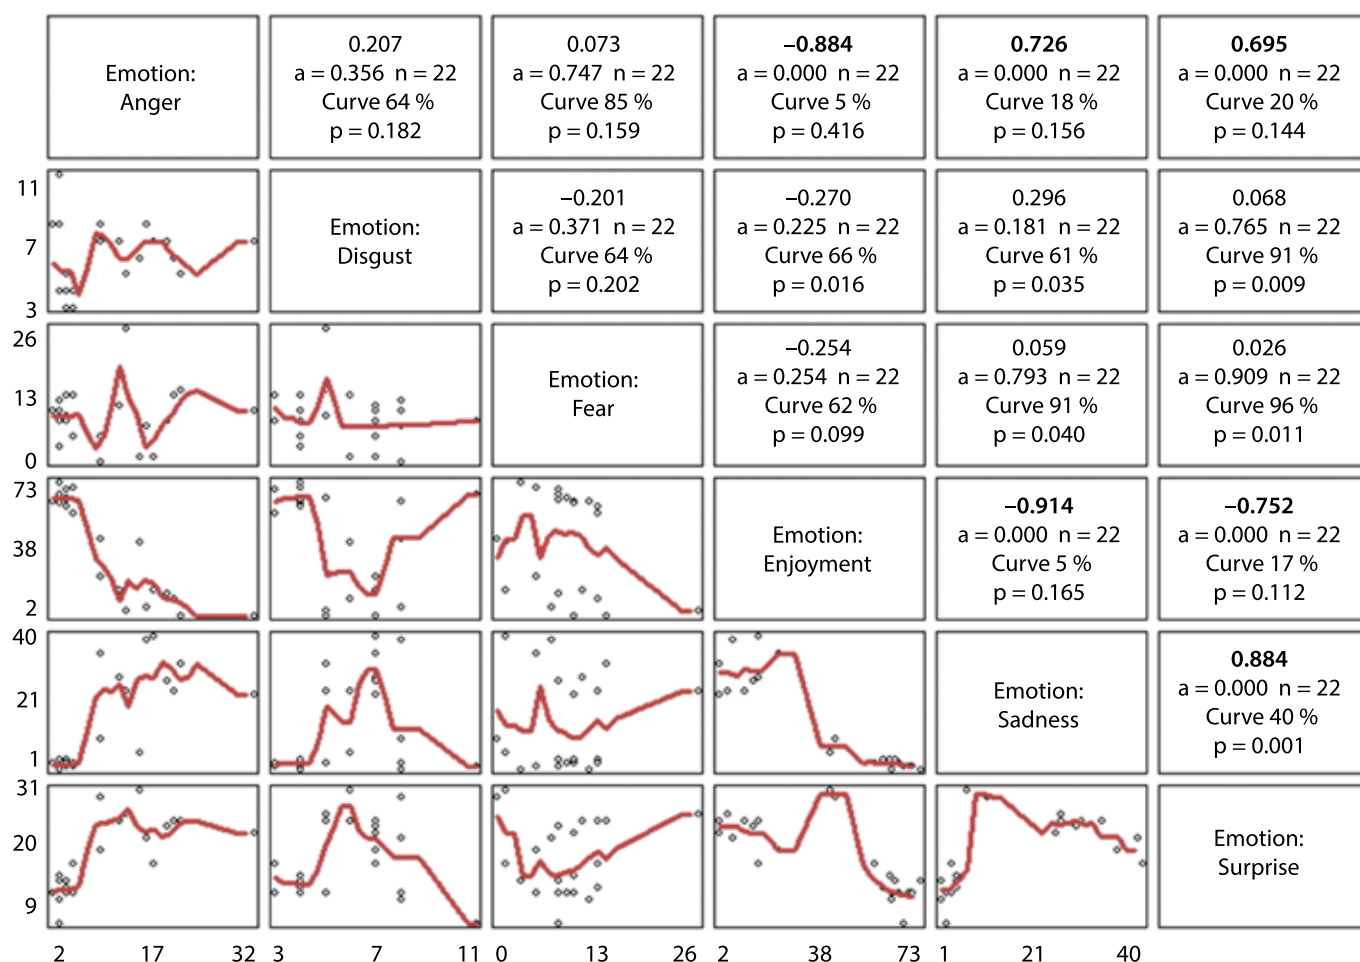 Emotion:
Anger
0.207
a = 0.356 n = 22
Curve 64 %
p = 0.182
0.073
a = 0.747 n = 22
Curve 85 %
p = 0.159
–0.884
a = 0.000 n = 22
Curve 5 %
p = 0.416
0.726
a = 0.000 n = 22
Curve 18 %
p = 0.156
0.695
a = 0.000 n = 22
Curve 20 %
p = 0.144
11
7
3
Emotion:
Disgust
–0.201
a = 0.371 n = 22
Curve 64 %
p = 0.202
–0.270
a = 0.225 n = 22
Curve 66 %
p = 0.016
0.296
a = 0.181 n = 22
Curve 61 %
p = 0.035
0.068
a = 0.765 n = 22
Curve 91 %
p = 0.009
26
13
0
Emotion:
Fear
–0.254
a = 0.254 n = 22
Curve 62 %
p = 0.099
0.059
a = 0.793 n = 22
Curve 91 %
p = 0.040
0.026
a = 0.909 n = 22
Curve 96 %
p = 0.011
73
38
2
Emotion:
Enjoyment
–0.914
a = 0.000 n = 22
Curve 5 %
p = 0.165
–0.752
a = 0.000 n = 22
Curve 17 %
p = 0.112
40
21
1
Emotion:
Sadness
0.884
a = 0.000 n = 22
Curve 40 %
p = 0.001
31
20
9
Emotion:
Surprise
2 17 32 3 7 11 0 13 26 2 38 73 1 21 40